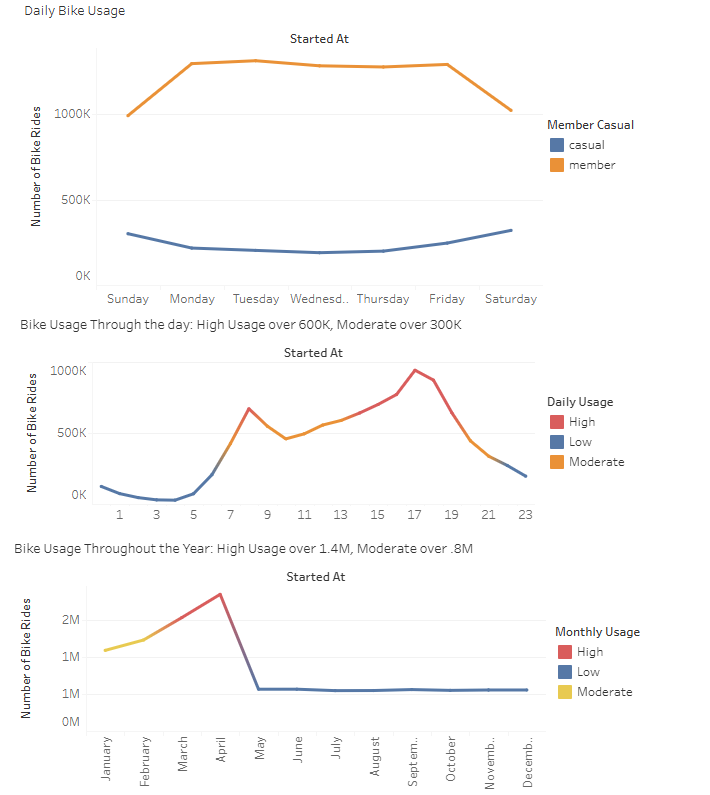 Daily Bike Usage
Started At
Number of Bike Rides
1000K
500K
0K
Sunday Monday Tuesday Wednesd.. Thursday Friday Saturday
Member Casual
casual
member
Bike Usage Through the day: High Usage over 600K, Moderate over 300K
Started At
Number of Bike Rides
1000K
500K
0K
1 3 5 7 9 11 13 15 17 19 21 23
Daily Usage
High
Low
Moderate
Bike Usage Throughout the Year: High Usage over 1.4M, Moderate over .8M
Started At
Number of Bike Rides
2M
1M
1M
0M
January February March April May June July August Septem.. October Novemb.. Decemb..
Monthly Usage
High
Low
Moderate